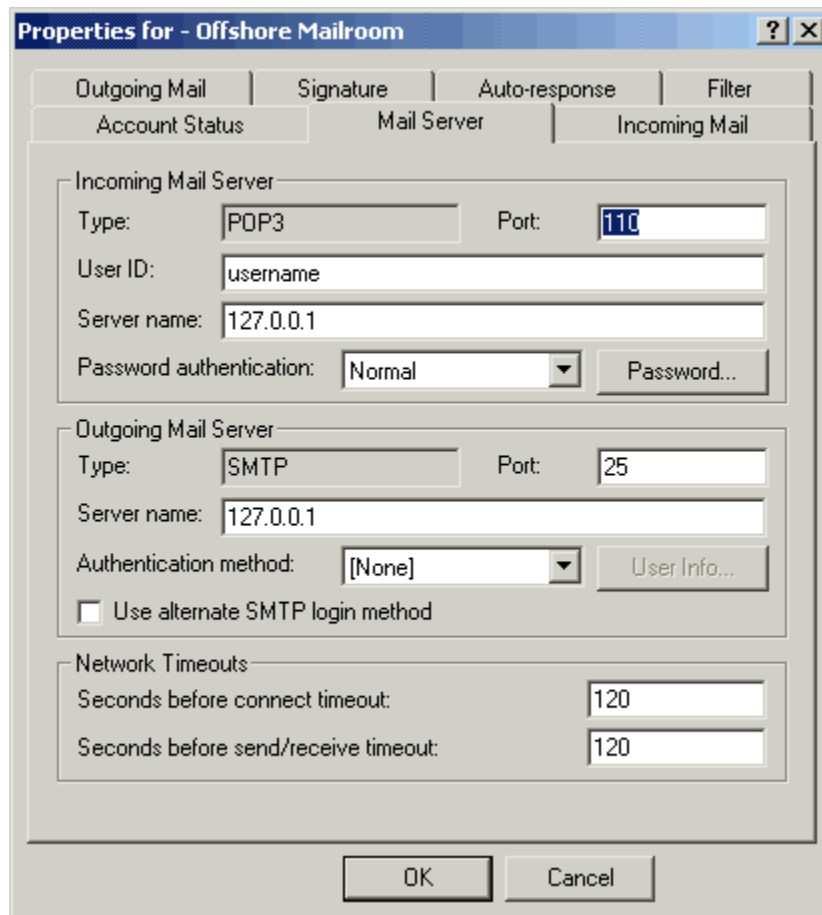 Properties for - Offshore Mailroom
Outgoing Mail Signature Auto-response Filter
Account Status Mail Server Incoming Mail
Incoming Mail Server
Type: POP3 Port: 110
User ID: username
Server name: 127.0.0.1
Password authentication: Normal Password...
Outgoing Mail Server
Type: SMTP Port: 25
Server name: 127.0.0.1
Authentication method: [None] User Info...
Use alternate SMTP login method
Network Timeouts
Seconds before connect timeout: 120
Seconds before send/receive timeout: 120
OK Cancel